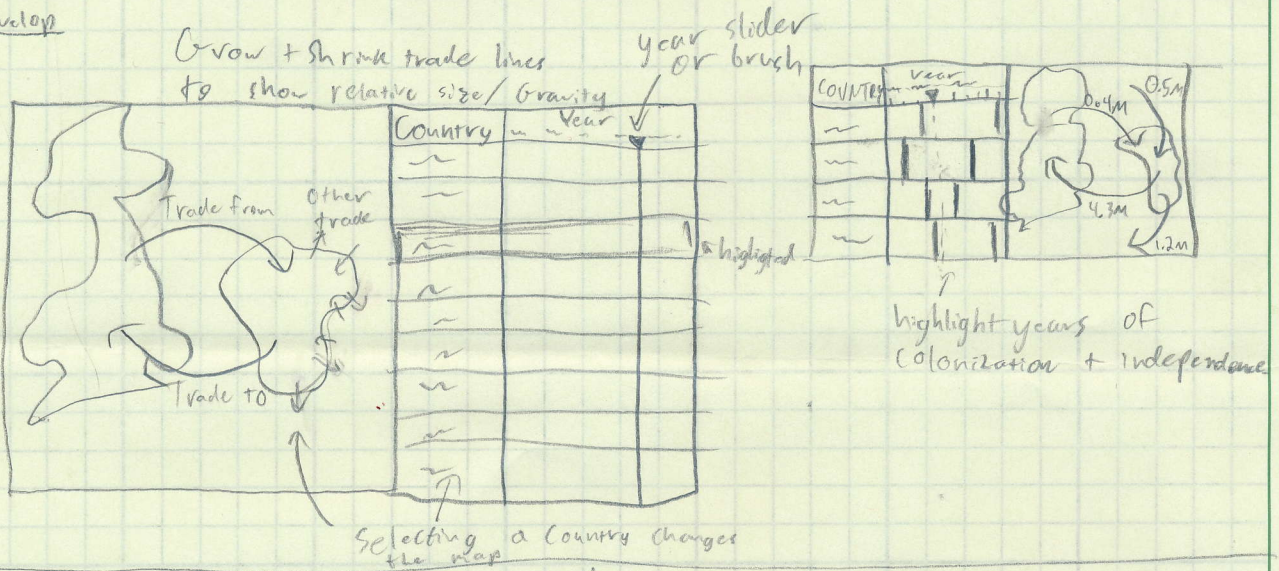 velop
Grow + Shrink trade lines
to show relative size/Gravity
year slider
or brush
Country
Year
Trade from
Other
trade
Trade to
higligted
Selecting a Country changes
the map
COUNTRY
year
0.4M
0.5M
4.3M
1.2M
highlight years of
Colonization + independence